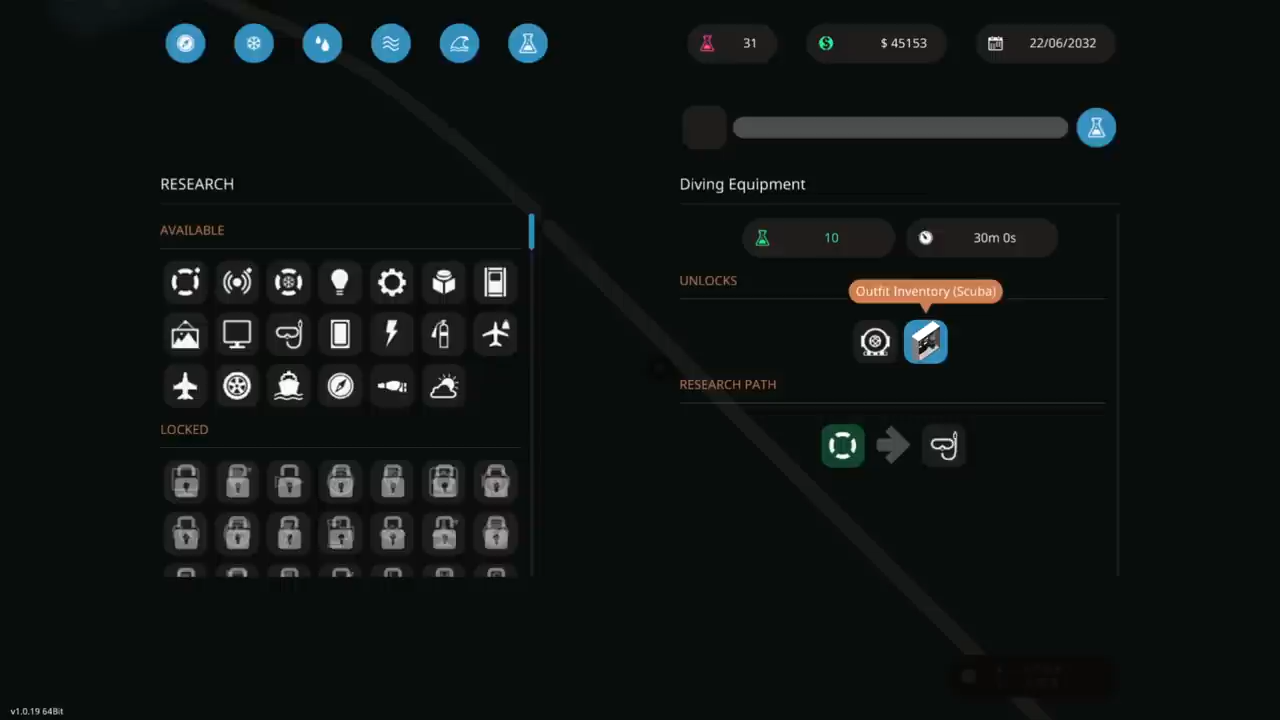 31
$ 45153
22/06/2032
RESEARCH
AVAILABLE
LOCKED
Diving Equipment
10
30m 0s
UNLOCKS
Outfit Inventory (Scuba)
RESEARCH PATH
v1.0.19 64Bit